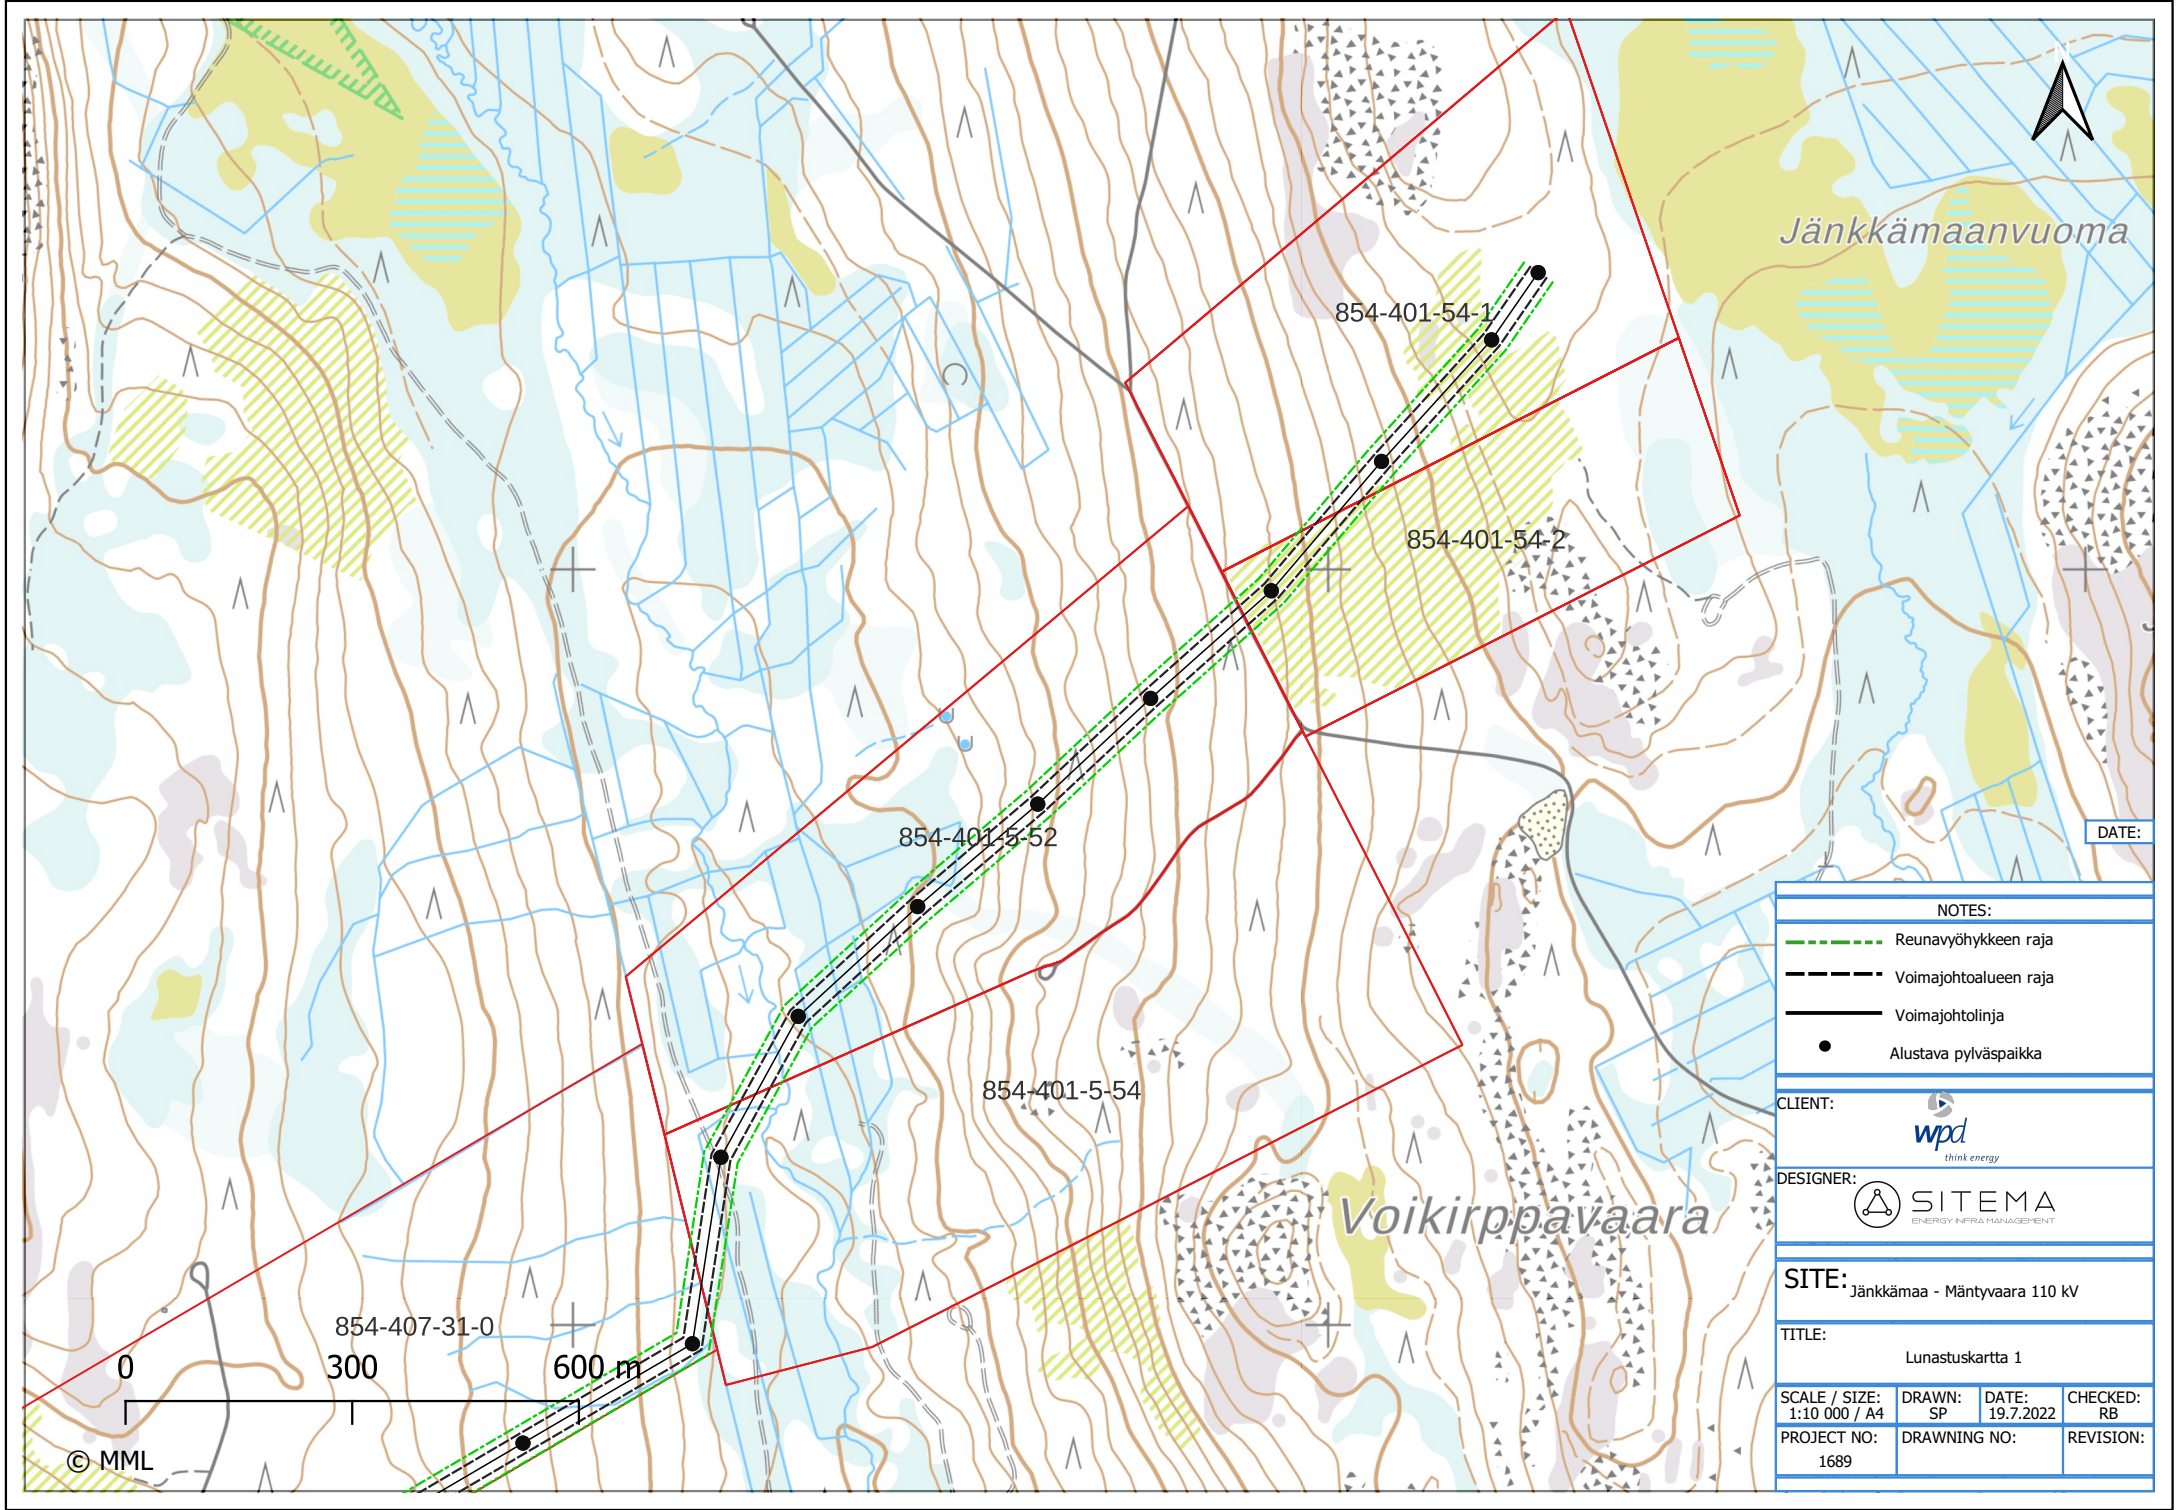 N
Jänkkämaanvuoma
854-401-54-1
854-401-54-2
854-401-5-52
854-401-5-54
Voikirppavaara
854-407-31-0
0 300 600 m
© MML
DATE:
NOTES:
Reunavyöhykkeen raja
Voimajohtoalueen raja
Voimajohtolinja
Alustava pylväspaikka
CLIENT:
wpd
think energy
DESIGNER:
SITEMA
ENERGY INFRA MANAGEMENT
SITE: Jänkkämaa - Mäntyvaara 110 kV
TITLE:
Lunastuskartta 1
SCALE / SIZE: DRAWN: DATE: CHECKED:
1:10 000 / A4 SP 19.7.2022 RB
PROJECT NO: DRAWING NO: REVISION:
1689